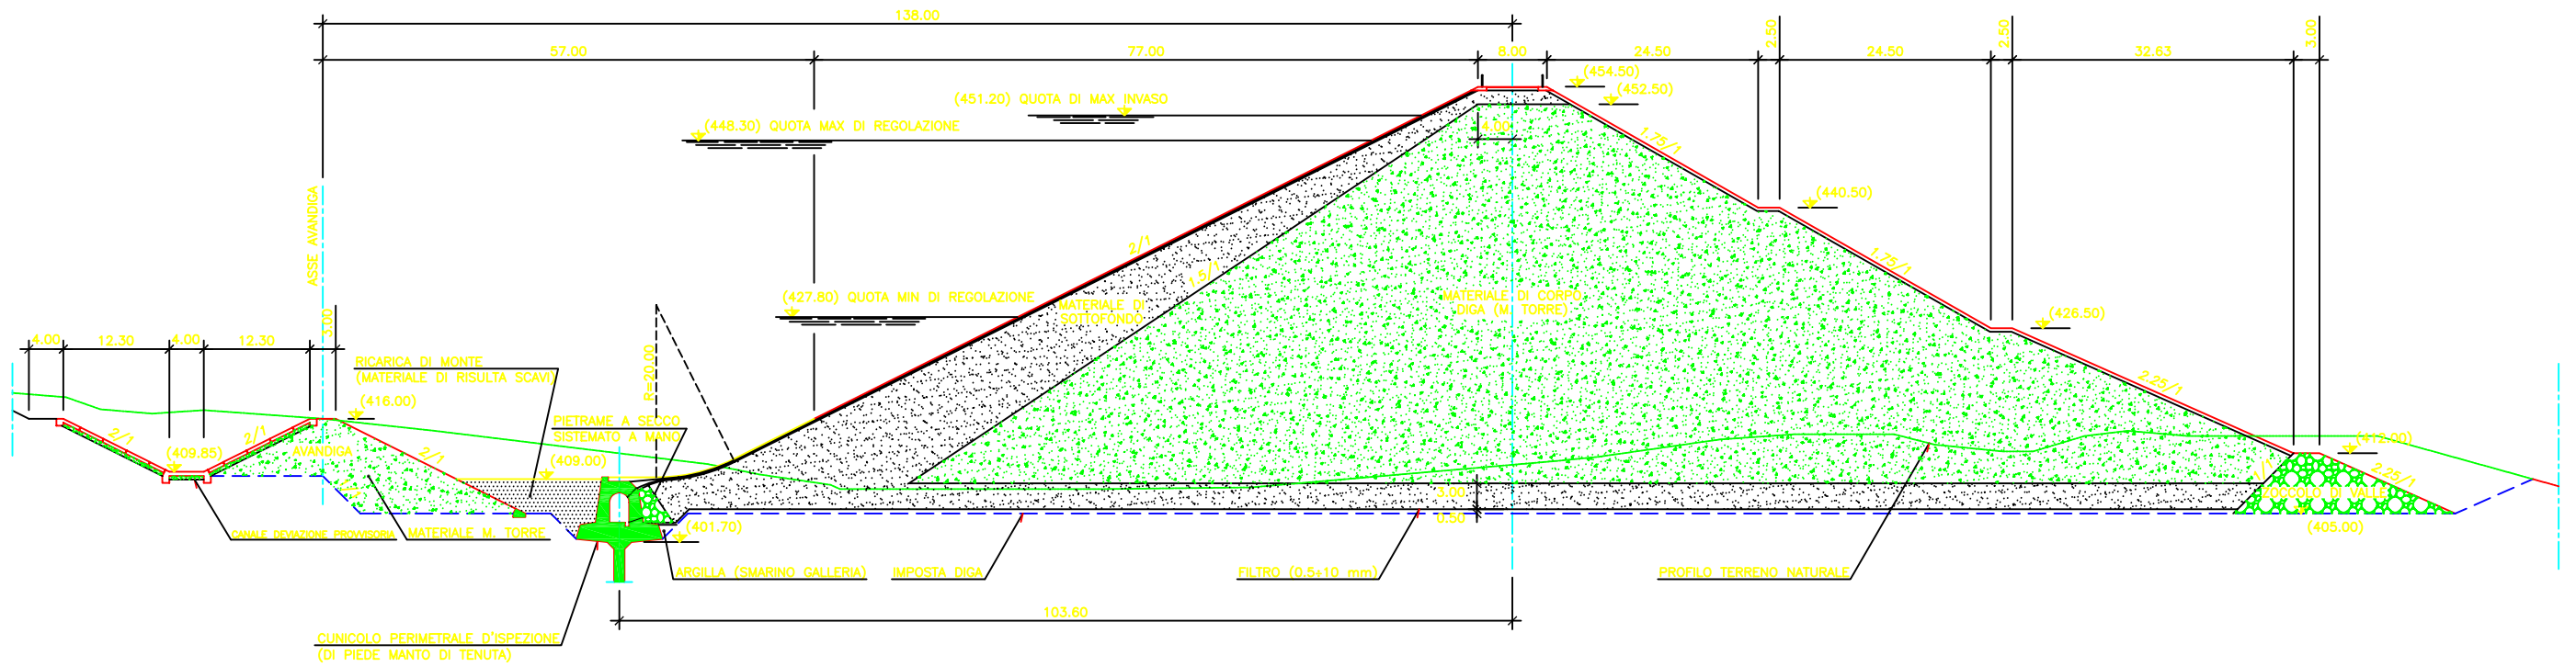 138.00
57.00
77.00
8.00
24.50
2.50
24.50
2.50
32.63
3.00
(454.50)
(452.50)
(451.20) QUOTA DI MAX INVASO
(448.30) QUOTA MAX DI REGOLAZIONE
4.00
1.75/1
(440.50)
ASSE AVANDIGA
2/1
1.5/1
1.75/1
(427.80) QUOTA MIN DI REGOLAZIONE
MATERIALE DI
SOTTOFONDO
MATERIALE DI CORPO
DIGA (M. TORRE)
(426.50)
4.00
12.30
4.00
12.30
3.00
RICARICA DI MONTE
(MATERIALE DI RISULTA SCAVI)
R=20.00
2.25/1
(416.00)
PIETRAME A SECCO
SISTEMATO A MANO
2/1
2/1
AVANDIGA
2/1
(409.85)
(409.00)
2.25/1
1/1
ZOCCOLO DI VALLE
3.00
0.50
(401.70)
(405.00)
CANALE DEVIAZIONE PROVVISORIA
MATERIALE M. TORRE
ARGILLA (SMARINO GALLERIA)
IMPOSTA DIGA
FILTRO (0.5÷10 mm)
PROFILO TERRENO NATURALE
103.60
CUNICOLO PERIMETRALE D'ISPEZIONE
(DI PIEDE MANTO DI TENUTA)